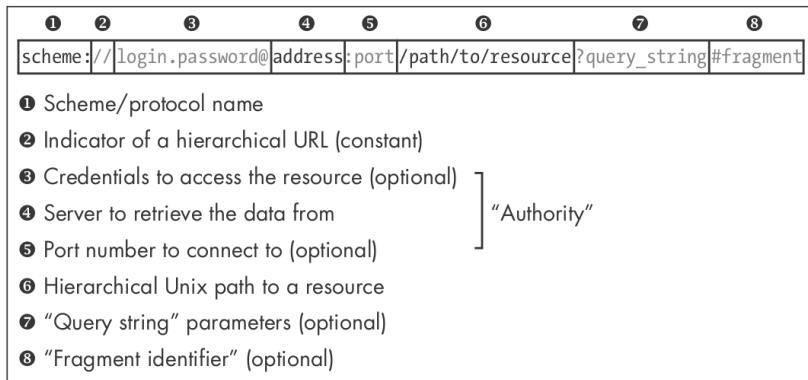 ❶ ❷ ❸ ❹ ❺ ❻ ❼ ❽
scheme://login.password@address:port/path/to/resource?query_string#fragment
❶ Scheme/protocol name
❷ Indicator of a hierarchical URL (constant)
❸ Credentials to access the resource (optional)
❹ Server to retrieve the data from
“Authority”
❺ Port number to connect to (optional)
❻ Hierarchical Unix path to a resource
❼ “Query string” parameters (optional)
❽ “Fragment identifier” (optional)